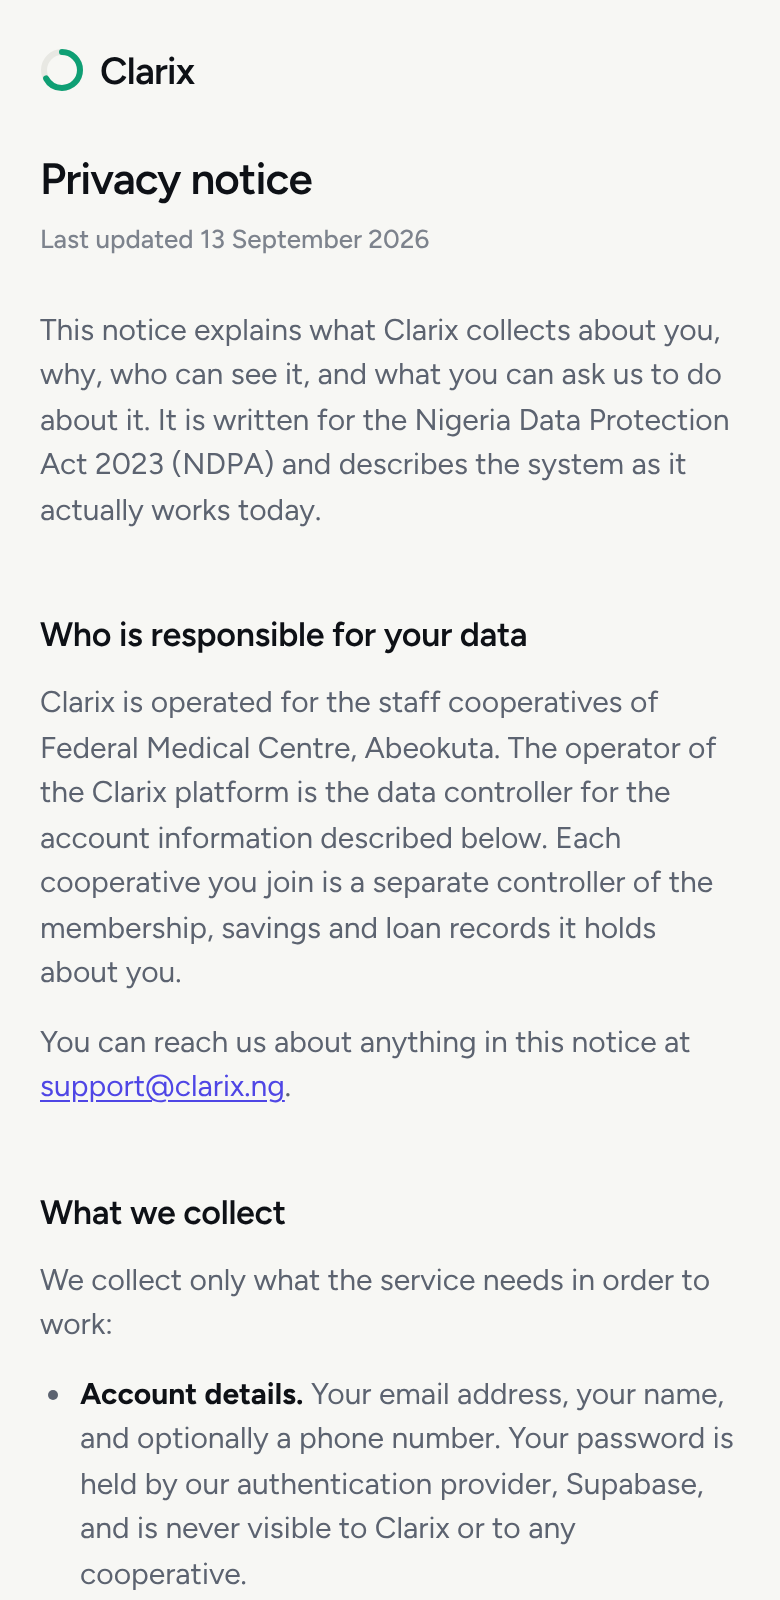 Clarix
Privacy notice
Last updated 13 September 2026
This notice explains what Clarix collects about you,
why, who can see it, and what you can ask us to do
about it. It is written for the Nigeria Data Protection
Act 2023 (NDPA) and describes the system as it
actually works today.
Who is responsible for your data
Clarix is operated for the staff cooperatives of
Federal Medical Centre, Abeokuta. The operator of
the Clarix platform is the data controller for the
account information described below. Each
cooperative you join is a separate controller of the
membership, savings and loan records it holds
about you.
You can reach us about anything in this notice at
support@clarix.ng.
What we collect
We collect only what the service needs in order to
work:
• Account details. Your email address, your name,
and optionally a phone number. Your password is
held by our authentication provider, Supabase,
and is never visible to Clarix or to any
cooperative.